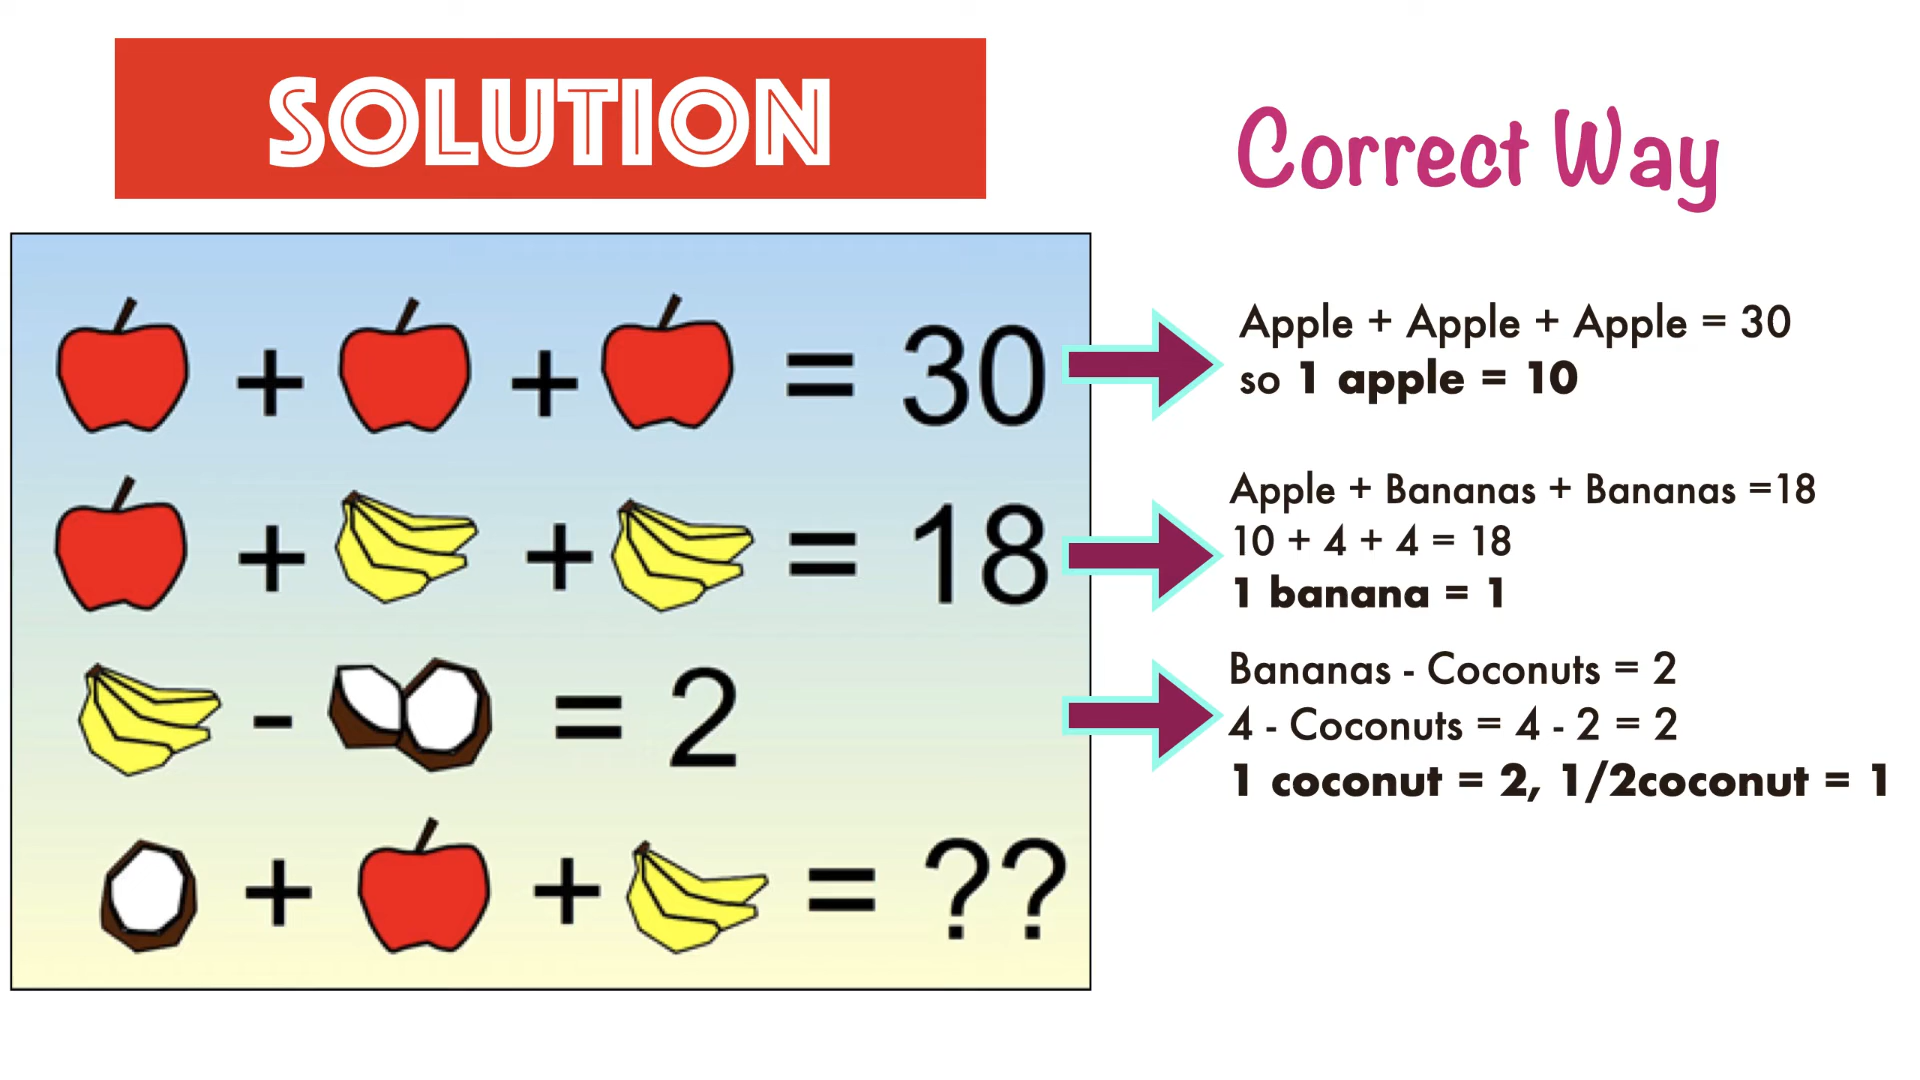 SOLUTION
Correct Way
+ + = 30
Apple + Apple + Apple = 30
so 1 apple = 10
+ + = 18
Apple + Bananas + Bananas =18
10 + 4 + 4 = 18
1 banana = 1
- = 2
Bananas - Coconuts = 2
4 - Coconuts = 4 - 2 = 2
1 coconut = 2, 1/2coconut = 1
+ + = ??